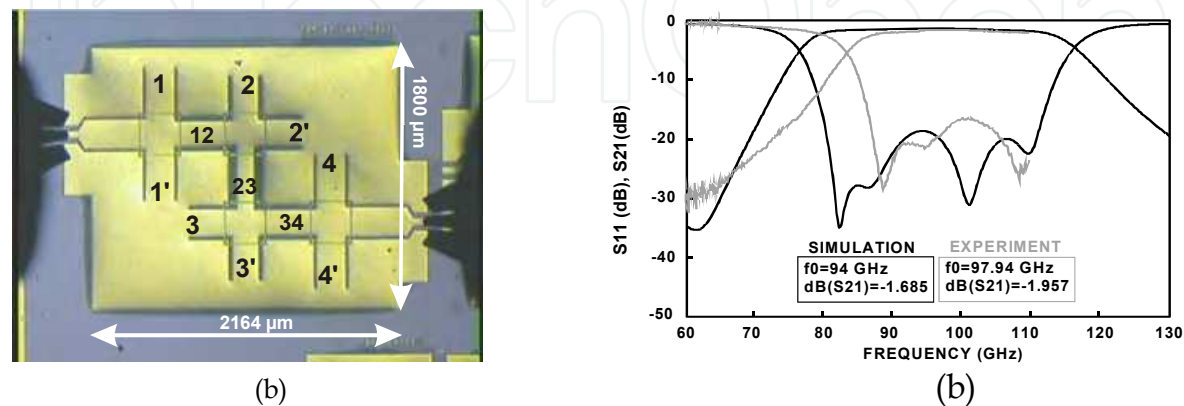 1
2
12
2'
4
1'
23
3
34
3'
4'
1800 µm
2164 µm
(b)
S11 (dB), S21(dB)
0
-10
-20
-30
-40
-50
SIMULATION
f0=94 GHz
dB(S21)=-1.685
EXPERIMENT
f0=97.94 GHz
dB(S21)=-1.957
60 70 80 90 100 110 120 130
FREQUENCY (GHz)
(b)